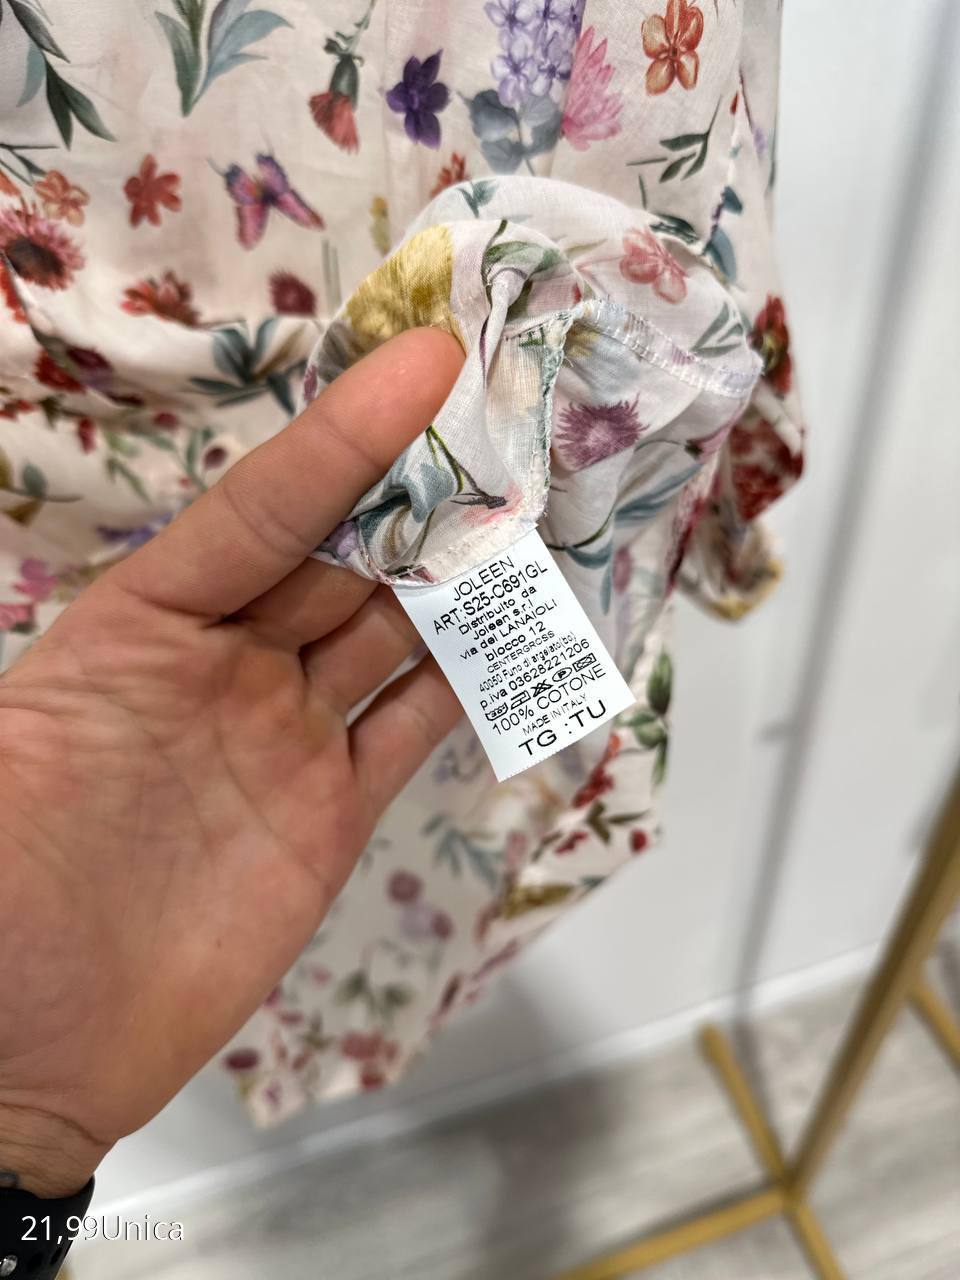 JOLEEN
ART:S25-C691GL
Distribuito da
Joleen s.r.l
via dei LANAIOLI
blocco 12
CENTERGROSS
40050 Funo di argelato(bo)
p.iva 03628221206
30°
100% COTONE
MADE IN ITALY
TG : TU
21,99Unica